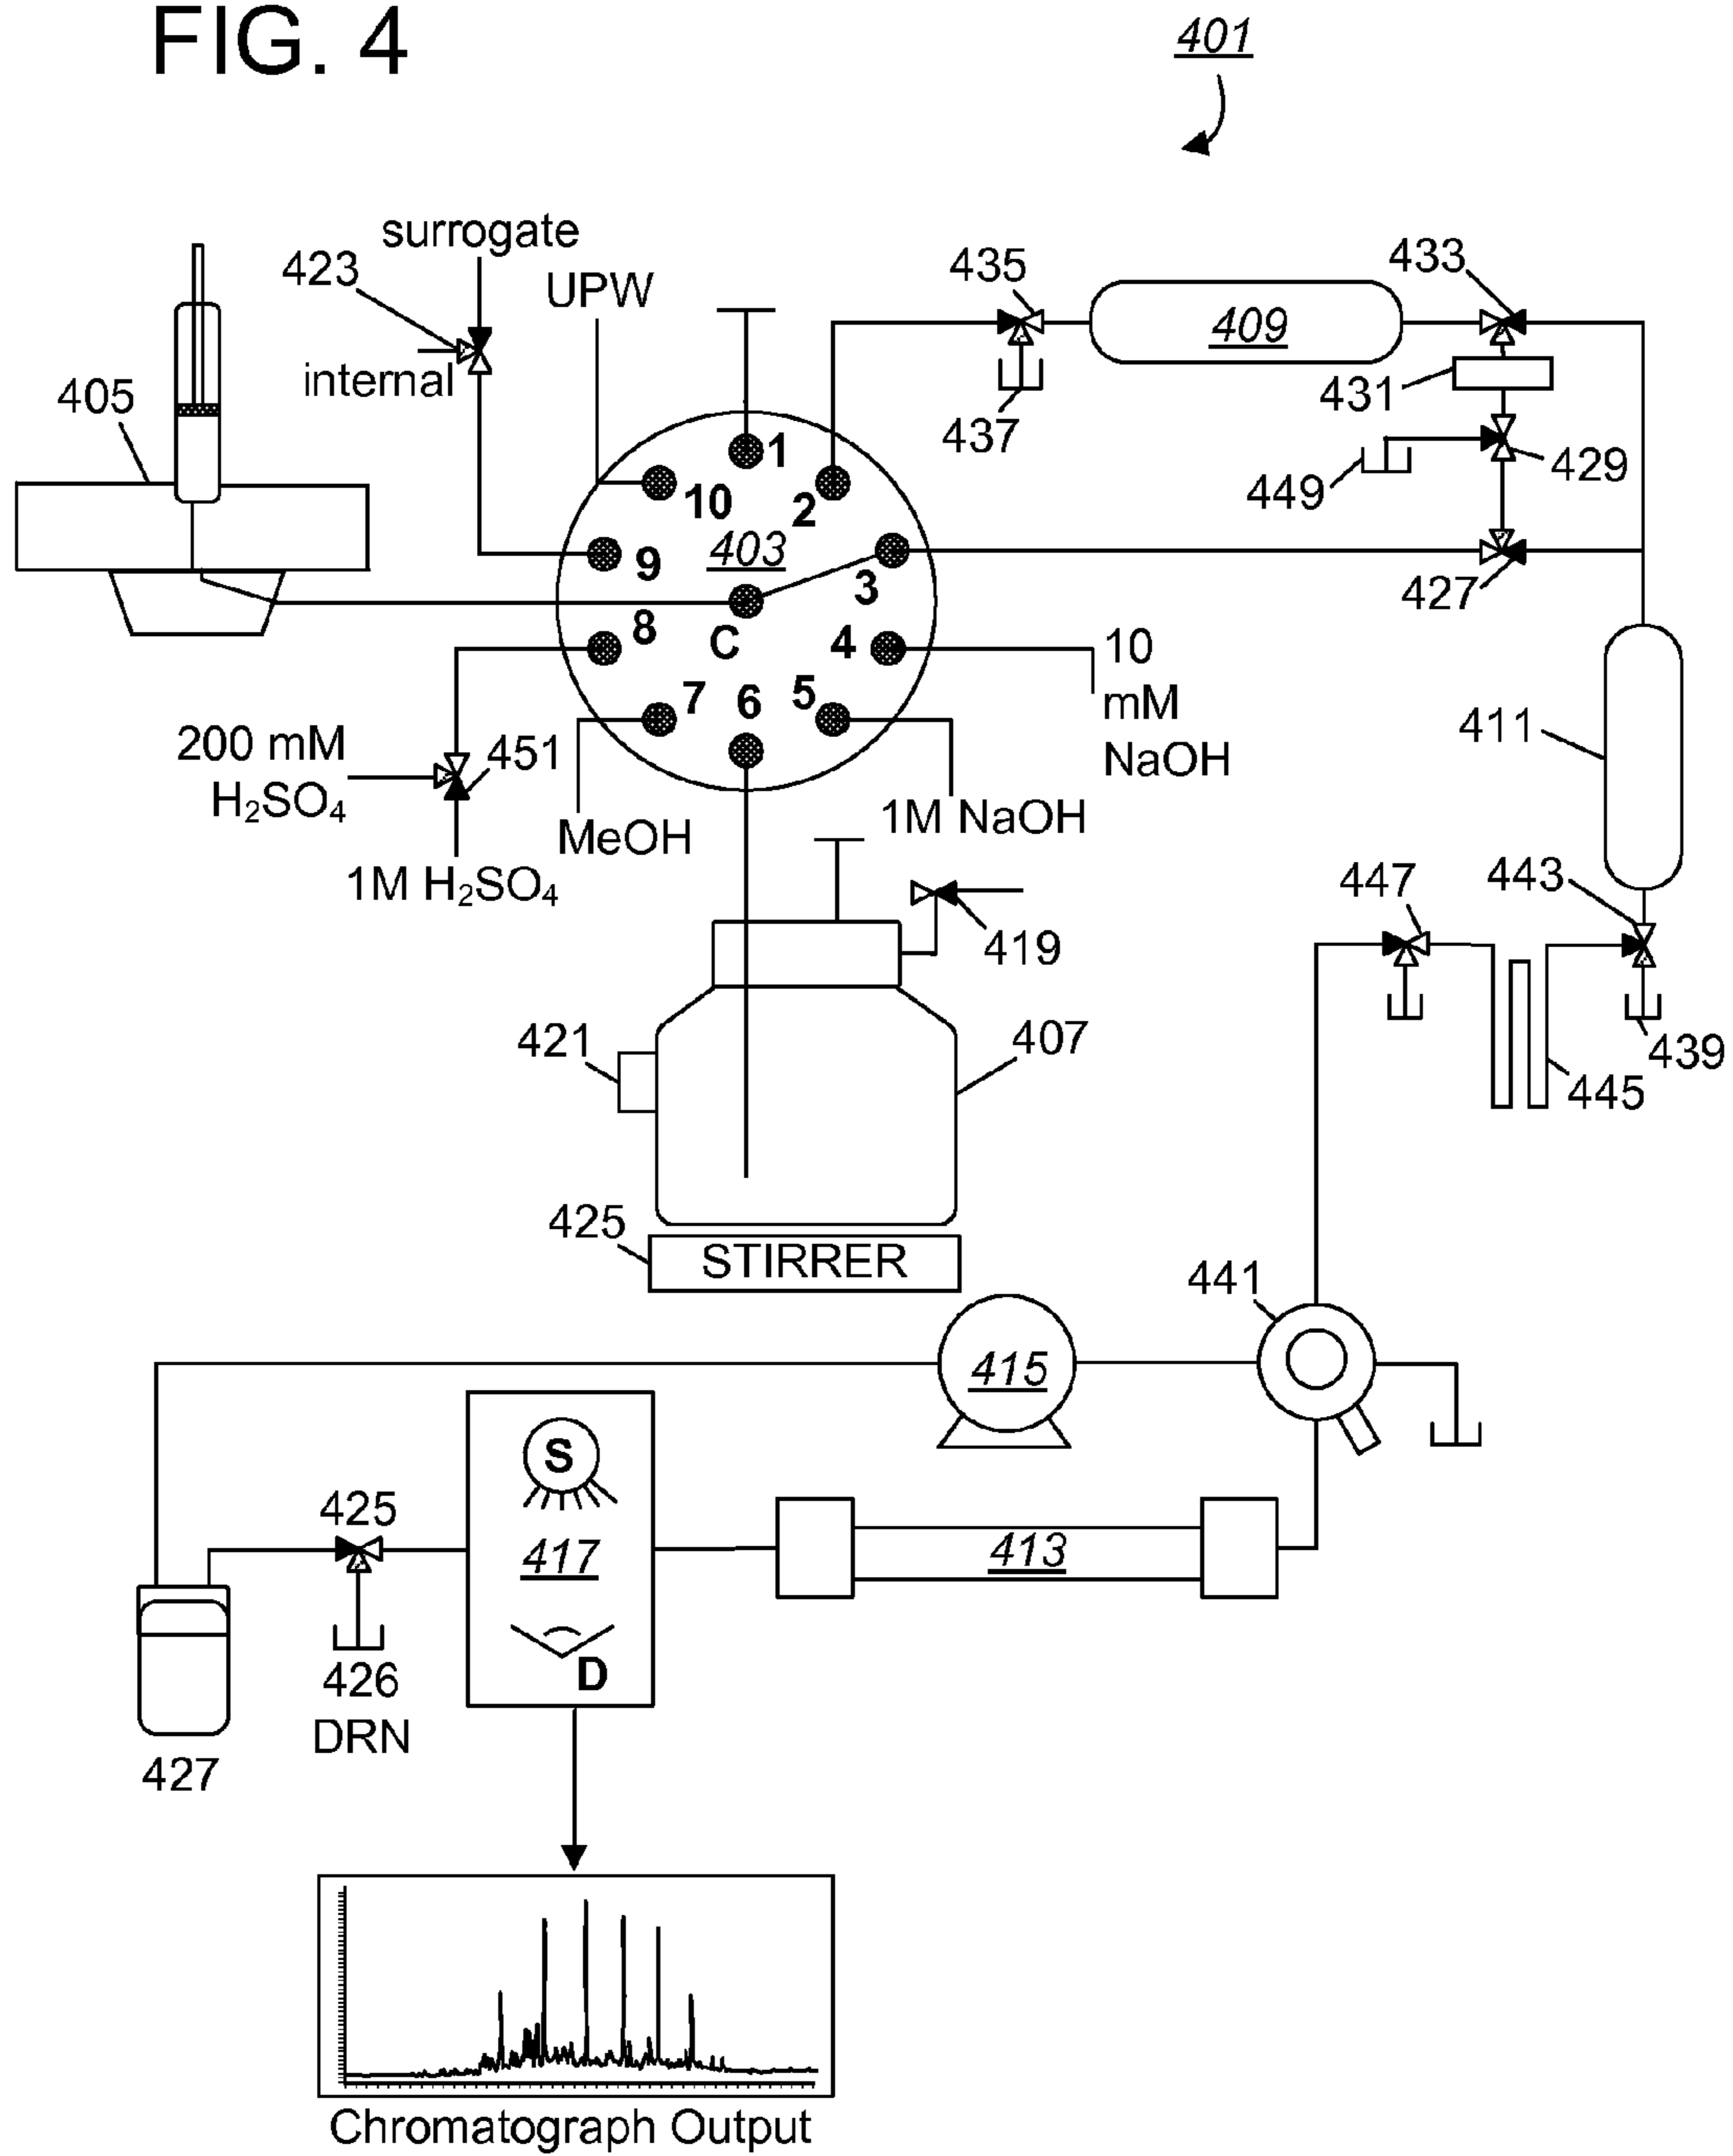 FIG. 4
401
surrogate
423
UPW
435
433
internal
409
405
431
437
1
10
2
449
429
403
9
3
427
8
C
4
10
mM
NaOH
7
6
5
411
200 mM
H₂SO₄
451
MeOH
1M NaOH
1M H₂SO₄
447
443
419
421
407
439
445
425
STIRRER
441
415
S
425
417
413
426
DRN
D
427
Chromatograph Output